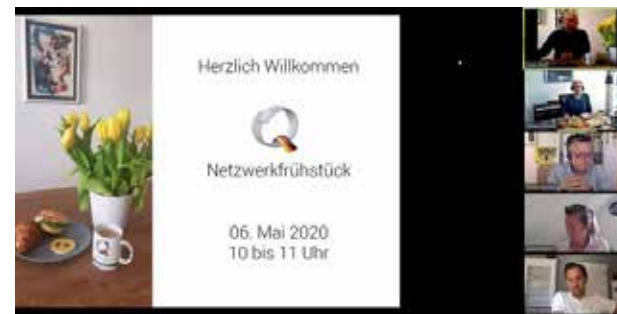 Herzlich Willkommen
Netzwerkfrühstück
06. Mai 2020
10 bis 11 Uhr